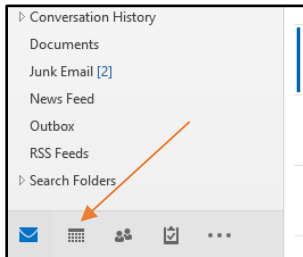 Conversation History
Documents
Junk Email [2]
News Feed
Outbox
RSS Feeds
Search Folders